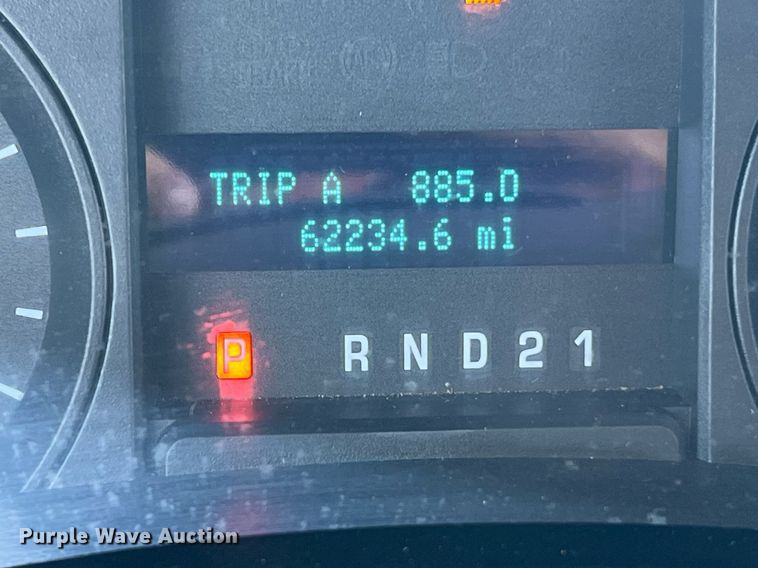 TRIP A 885.0
62234.6 mi
P R N D 2 1
Purple Wave Auction